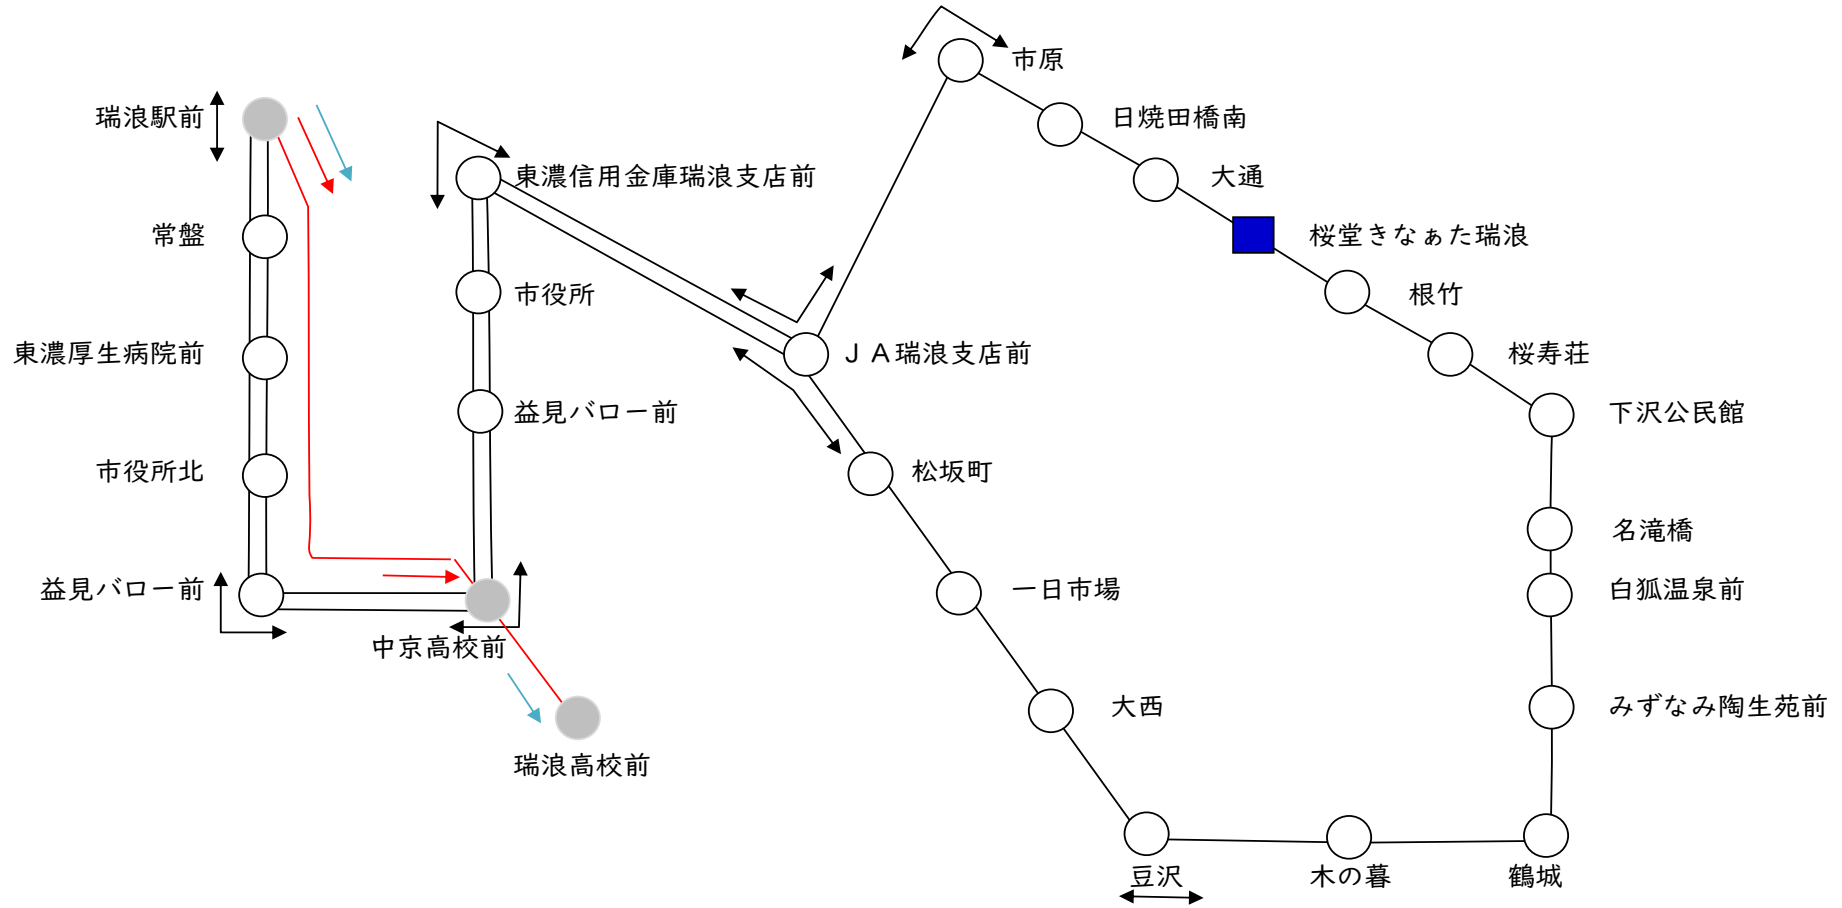 市原
瑞浪駅前
日焼田橋南
東濃信用金庫瑞浪支店前
大通
常盤
桜堂きなぁた瑞浪
市役所
根竹
東濃厚生病院前
ＪＡ瑞浪支店前
桜寿荘
益見バロー前
下沢公民館
市役所北
松坂町
名滝橋
益見バロー前
一日市場
白狐温泉前
中京高校前
大西
みずなみ陶生苑前
瑞浪高校前
豆沢
木の暮
鶴城